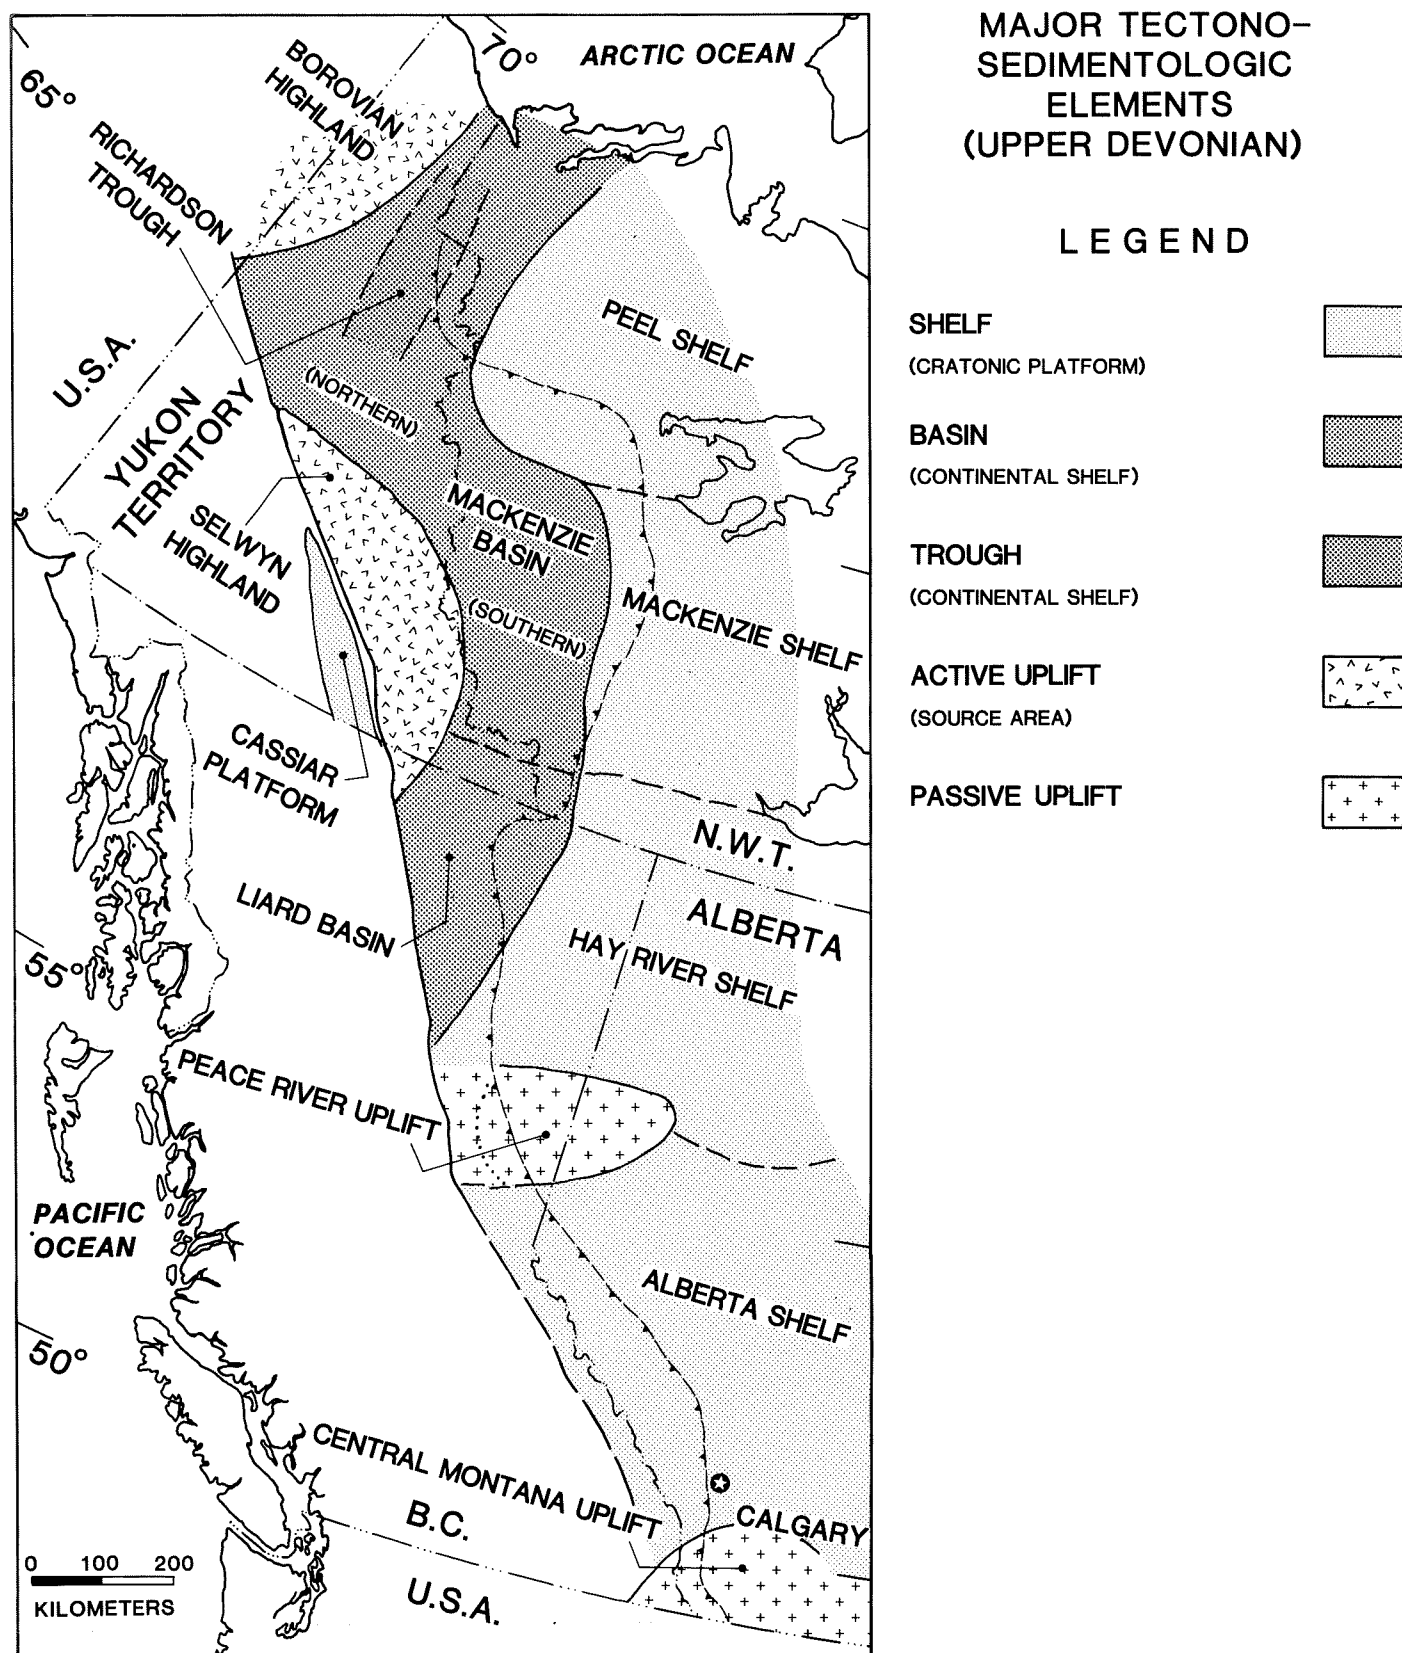 MAJOR TECTONO–
SEDIMENTOLOGIC
ELEMENTS
(UPPER DEVONIAN)
LEGEND
SHELF
(CRATONIC PLATFORM)
BASIN
(CONTINENTAL SHELF)
TROUGH
(CONTINENTAL SHELF)
ACTIVE UPLIFT
(SOURCE AREA)
PASSIVE UPLIFT
70°
ARCTIC OCEAN
65°
BOROVIAN
HIGHLAND
RICHARDSON
TROUGH
PEEL SHELF
U.S.A.
YUKON
TERRITORY
(NORTHERN)
SELWYN
HIGHLAND
MACKENZIE
BASIN
(SOUTHERN)
MACKENZIE SHELF
CASSIAR
PLATFORM
N.W.T.
ALBERTA
LIARD BASIN
HAY RIVER SHELF
55°
PEACE RIVER UPLIFT
PACIFIC
OCEAN
ALBERTA SHELF
50°
CENTRAL MONTANA UPLIFT
CALGARY
B.C.
U.S.A.
0 100 200
KILOMETERS